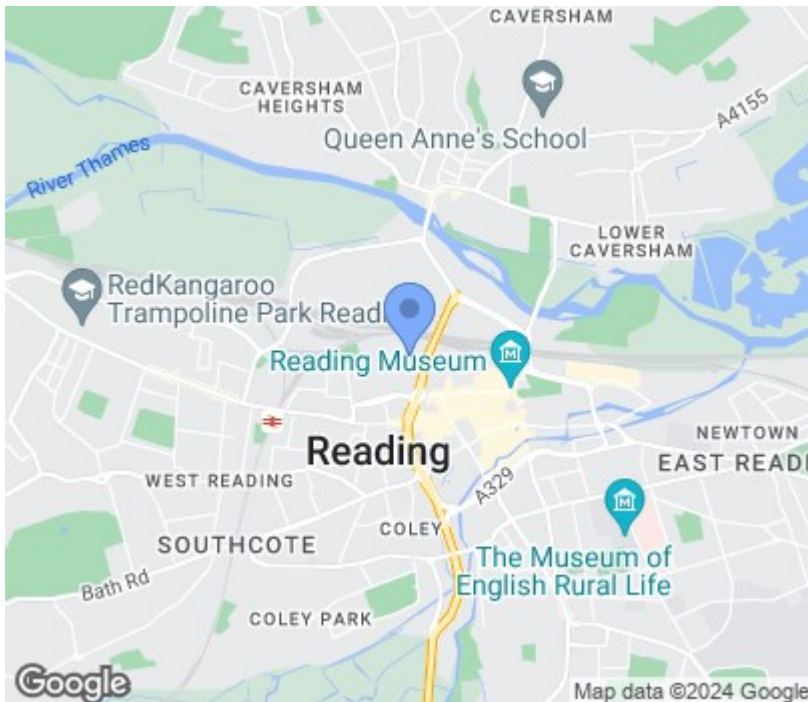 CAVERSHAM
CAVERSHAM
HEIGHTS
Queen Anne's School
A4155
River Thames
LOWER
CAVERSHAM
RedKangaroo
Trampoline Park Readi
Reading Museum
Reading
NEWTOWN
EAST READI
WEST READING
A329
COLEY
SOUTHCOTE
The Museum of
English Rural Life
Bath Rd
COLEY PARK
Google
Map data ©2024 Google